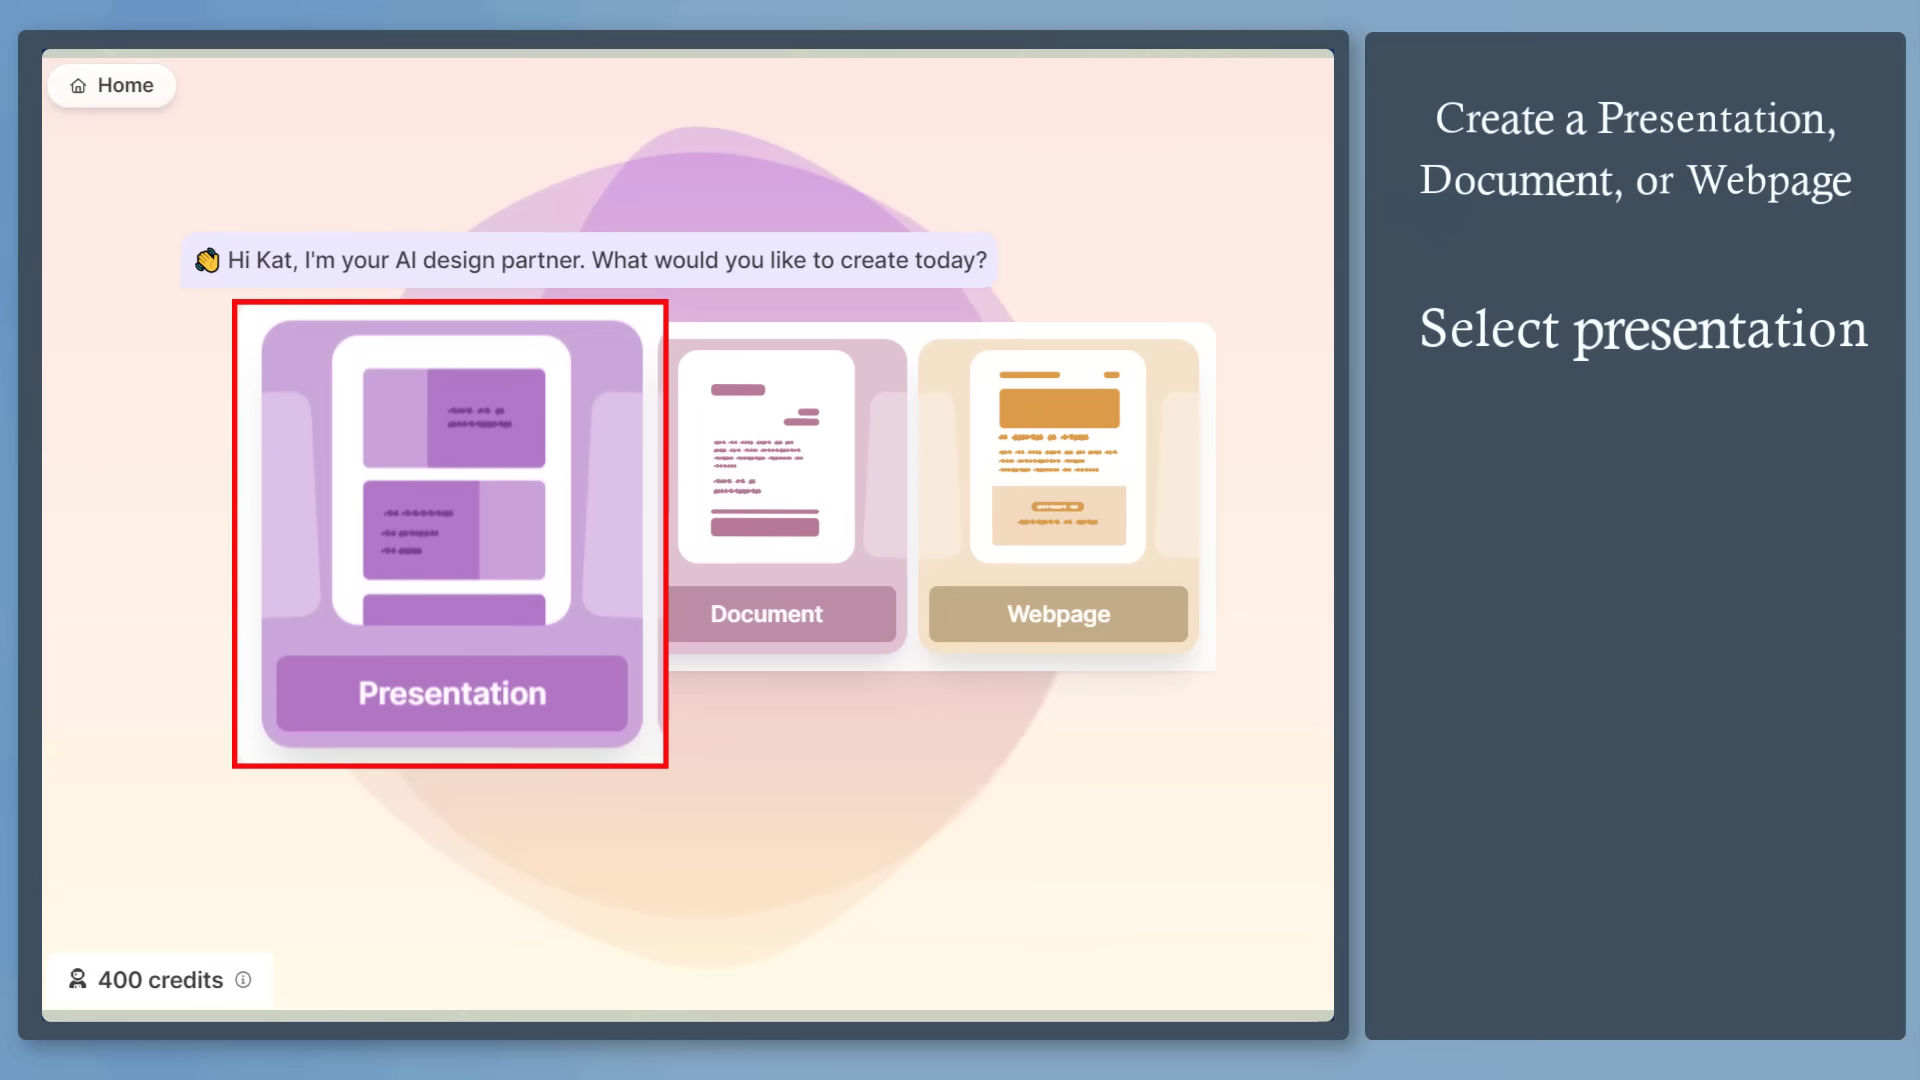 Home
👋 Hi Kat, I'm your AI design partner. What would you like to create today?
Presentation
Document
Webpage
400 credits
Create a Presentation,
Document, or Webpage
Select presentation